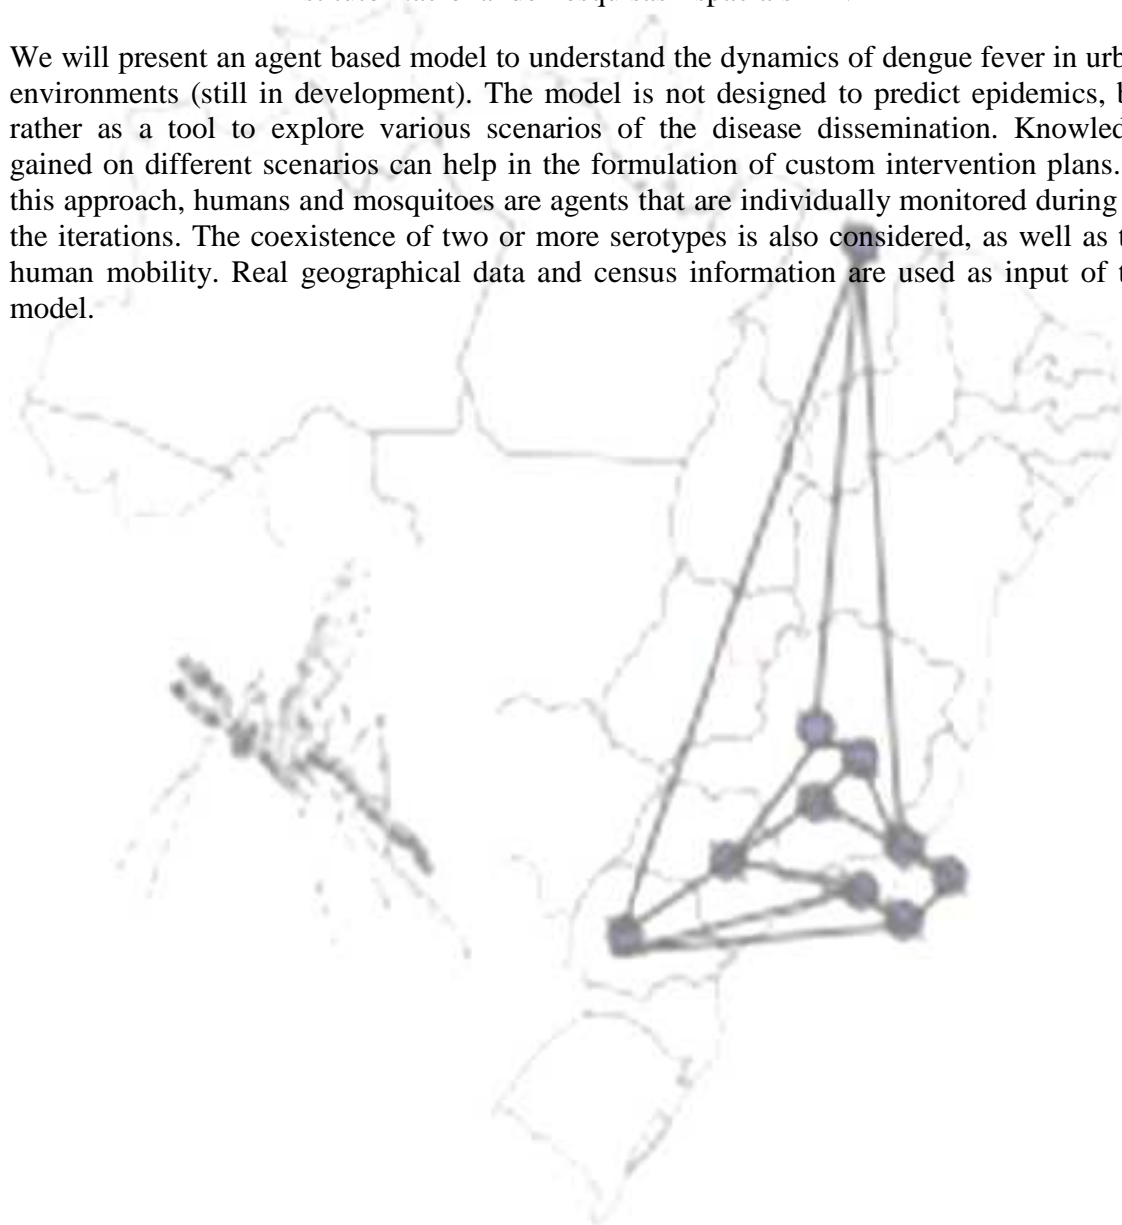 We will present an agent based model to understand the dynamics of dengue fever in urb
environments (still in development). The model is not designed to predict epidemics, b
rather as a tool to explore various scenarios of the disease dissemination. Knowled
gained on different scenarios can help in the formulation of custom intervention plans.
this approach, humans and mosquitoes are agents that are individually monitored during
the iterations. The coexistence of two or more serotypes is also considered, as well as t
human mobility. Real geographical data and census information are used as input of t
model.